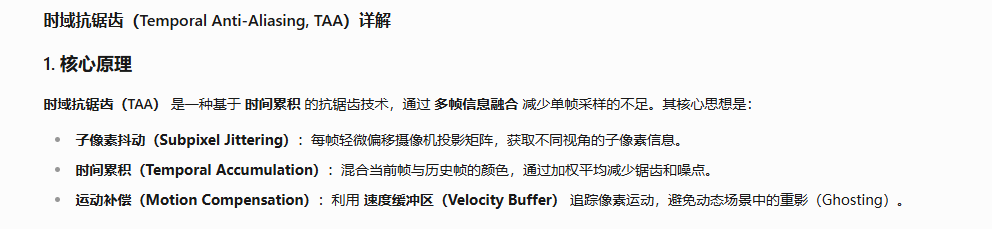 时域抗锯齿（Temporal Anti-Aliasing, TAA）详解
1. 核心原理
时域抗锯齿（TAA） 是一种基于 时间累积 的抗锯齿技术，通过 多帧信息融合 减少单帧采样的不足。其核心思想是：
• 子像素抖动（Subpixel Jittering）：每帧轻微偏移摄像机投影矩阵，获取不同视角的子像素信息。
• 时间累积（Temporal Accumulation）：混合当前帧与历史帧的颜色，通过加权平均减少锯齿和噪点。
• 运动补偿（Motion Compensation）：利用 速度缓冲区（Velocity Buffer） 追踪像素运动，避免动态场景中的重影（Ghosting）。